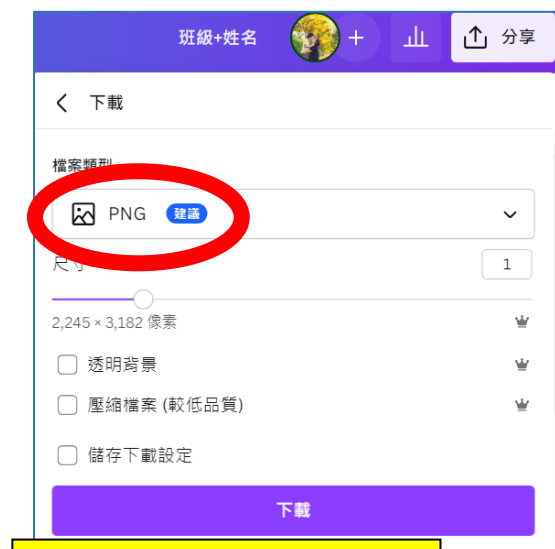 班級+姓名
+
分享
下載
檔案類型
PNG 建議
尺寸
1
2,245 × 3,182 像素
透明背景
壓縮檔案 (較低品質)
儲存下載設定
下載